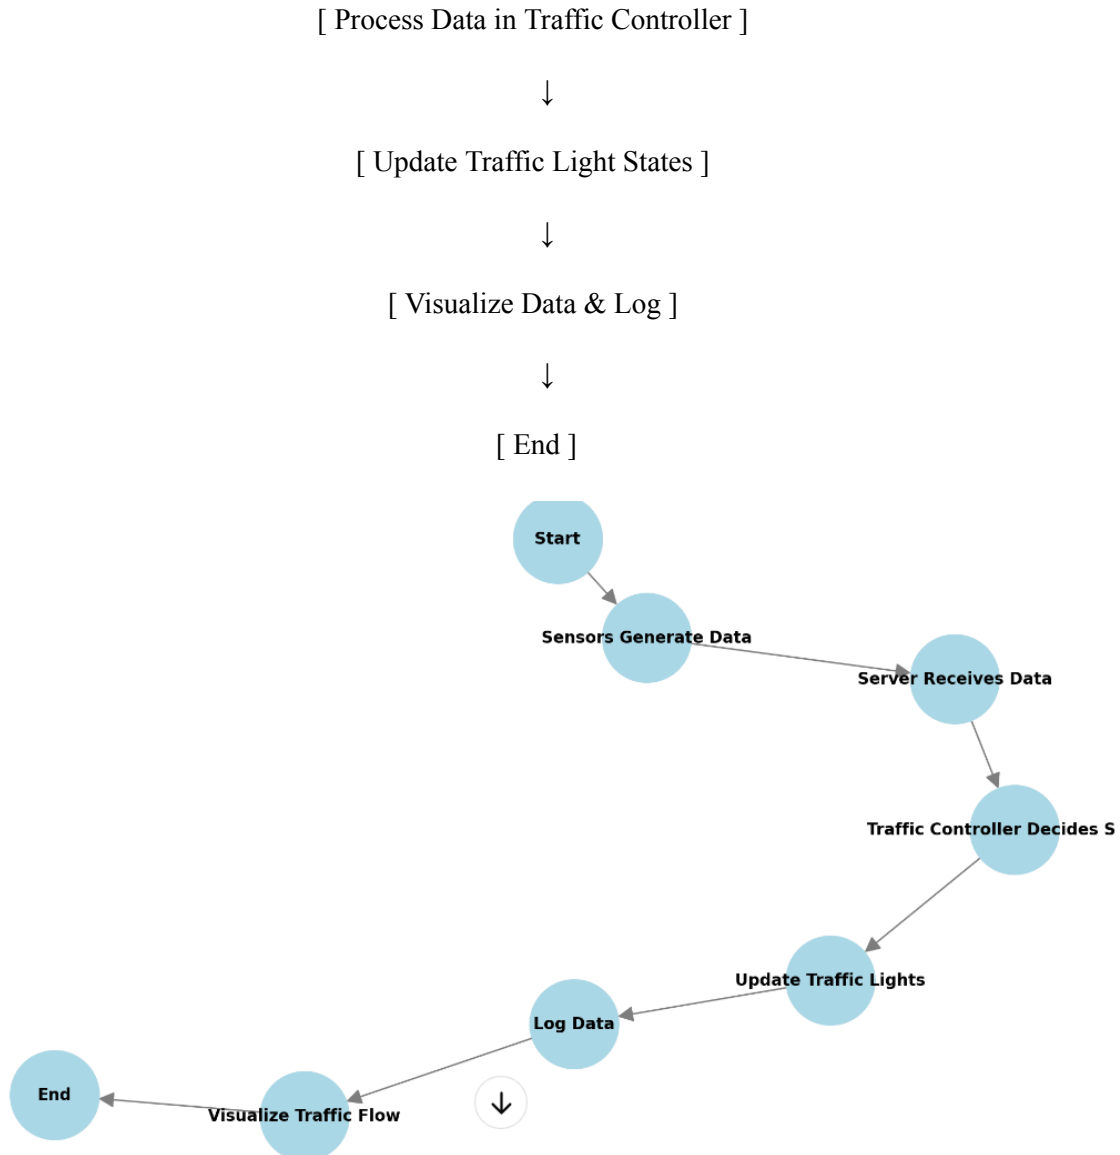 [ Process Data in Traffic Controller ]
↓
[ Update Traffic Light States ]
↓
[ Visualize Data & Log ]
↓
[ End ]
Start
Sensors Generate Data
Server Receives Data
Traffic Controller Decides S
Update Traffic Lights
Log Data
Visualize Traffic Flow
End